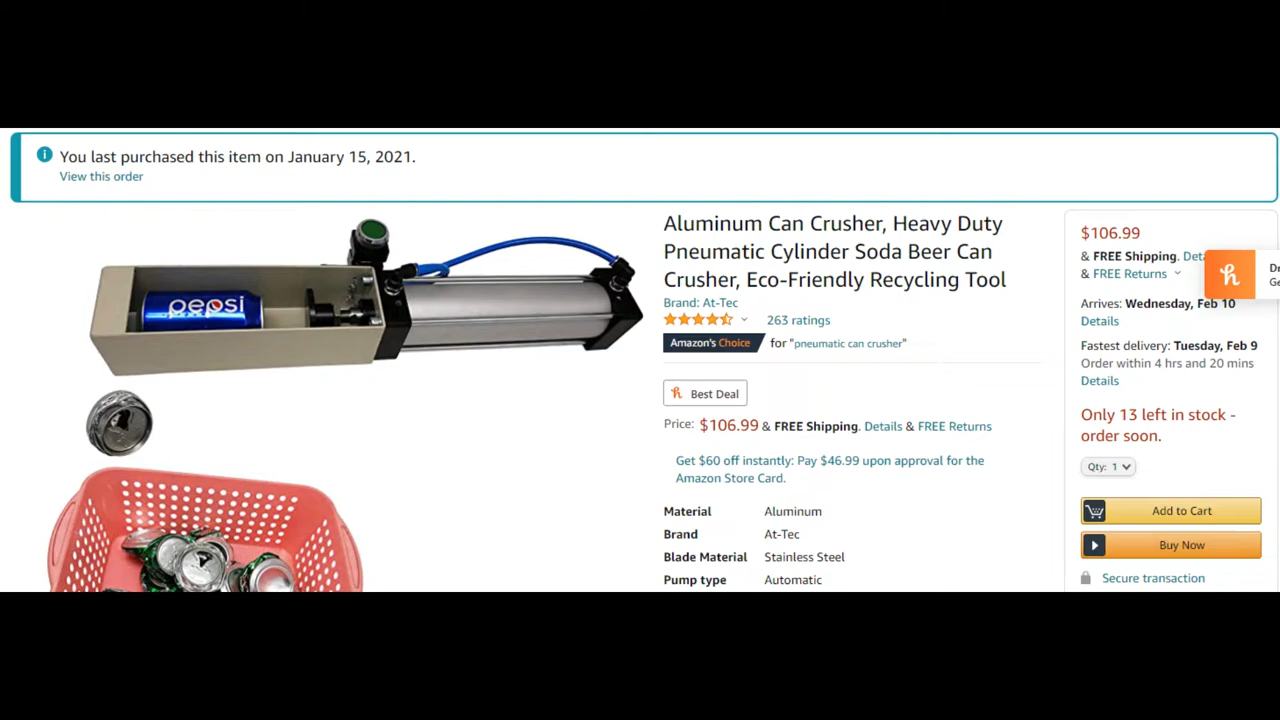 You last purchased this item on January 15, 2021.
View this order
pepsi
Aluminum Can Crusher, Heavy Duty
Pneumatic Cylinder Soda Beer Can
Crusher, Eco-Friendly Recycling Tool
Brand: At-Tec
263 ratings
Amazon's Choice for "pneumatic can crusher"
Best Deal
Price: $106.99 & FREE Shipping. Details & FREE Returns
Get $60 off instantly: Pay $46.99 upon approval for the
Amazon Store Card.
Material Aluminum
Brand At-Tec
Blade Material Stainless Steel
Pump type Automatic
$106.99
& FREE Shipping.
& FREE Returns
Arrives: Wednesday, Feb 10
Details
Fastest delivery: Tuesday, Feb 9
Order within 4 hrs and 20 mins
Details
Only 13 left in stock -
order soon.
Qty: 1
Add to Cart
Buy Now
Secure transaction